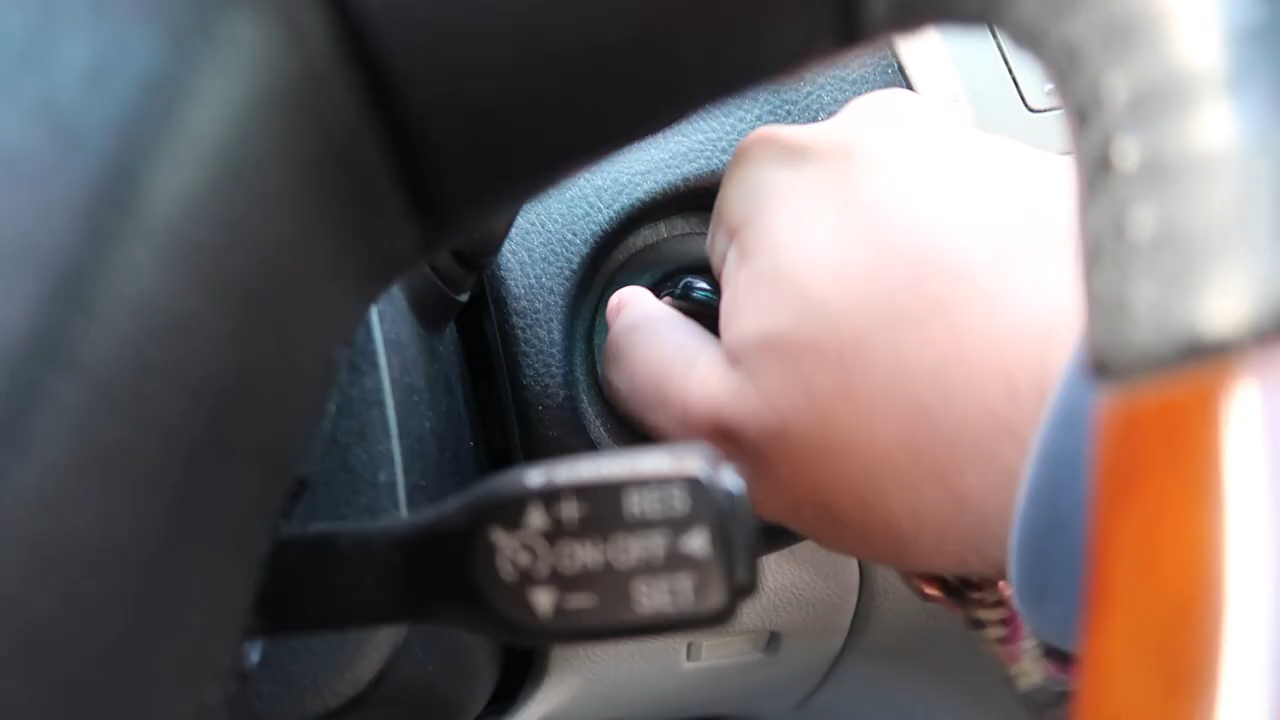 + RES
ON·OFF
− SET